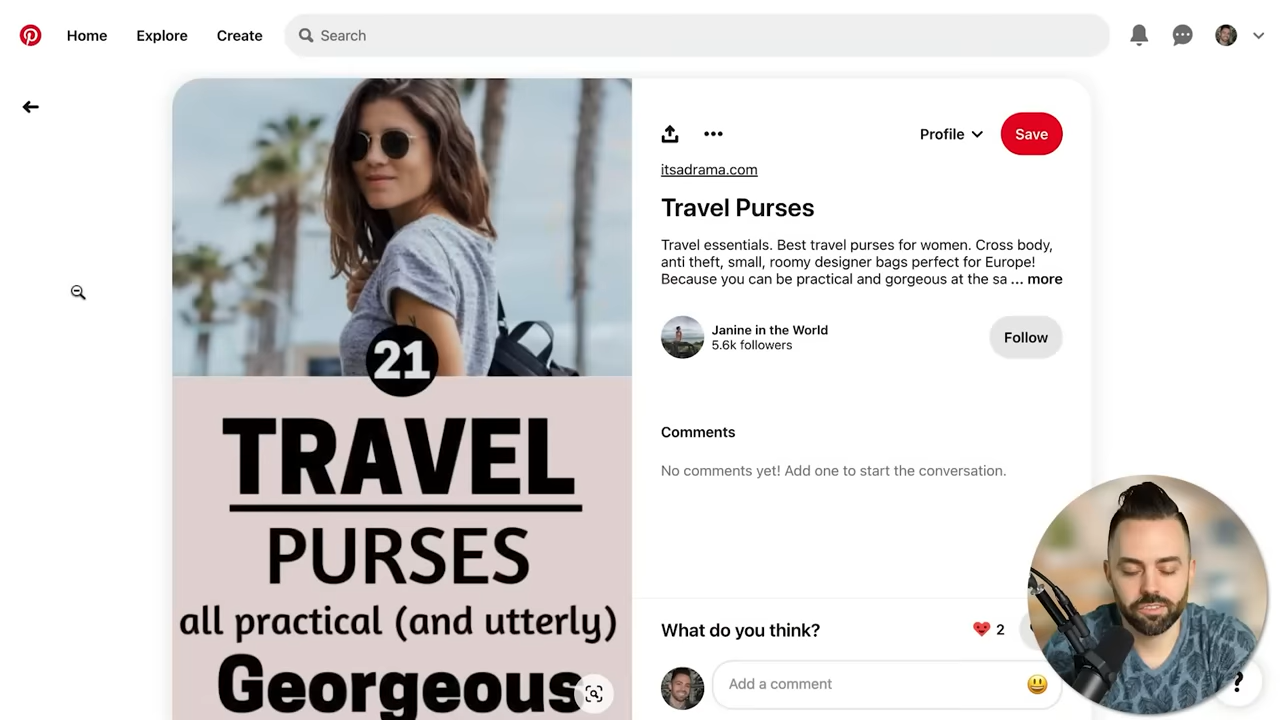 Home
Explore
Create
Search
Profile
Save
itsadrama.com
Travel Purses
Travel essentials. Best travel purses for women. Cross body,
anti theft, small, roomy designer bags perfect for Europe!
Because you can be practical and gorgeous at the sa ... more
Janine in the World
5.6k followers
Follow
21
TRAVEL
PURSES
all practical (and utterly)
Georgeous
Comments
No comments yet! Add one to start the conversation.
What do you think?
2
Add a comment
?